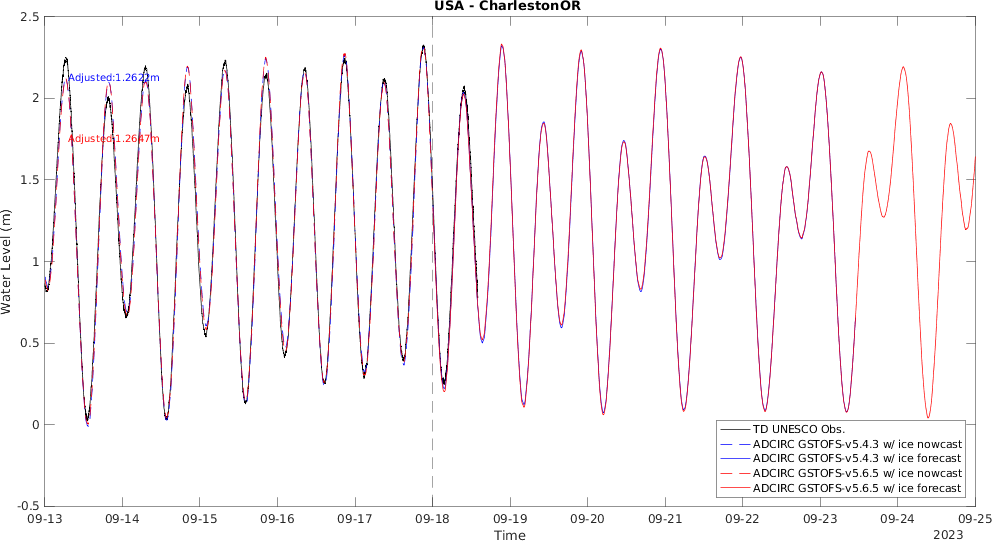 USA - CharlestonOR
2.5
2
1.5
1
0.5
0
-0.5
Water Level (m)
Adjusted:1.2622m
Adjusted:1.2647m
TD UNESCO Obs.
ADCIRC GSTOFS-v5.4.3 w/ ice nowcast
ADCIRC GSTOFS-v5.4.3 w/ ice forecast
ADCIRC GSTOFS-v5.6.5 w/ ice nowcast
ADCIRC GSTOFS-v5.6.5 w/ ice forecast
09-13 09-14 09-15 09-16 09-17 09-18 09-19 09-20 09-21 09-22 09-23 09-24 09-25
Time
2023